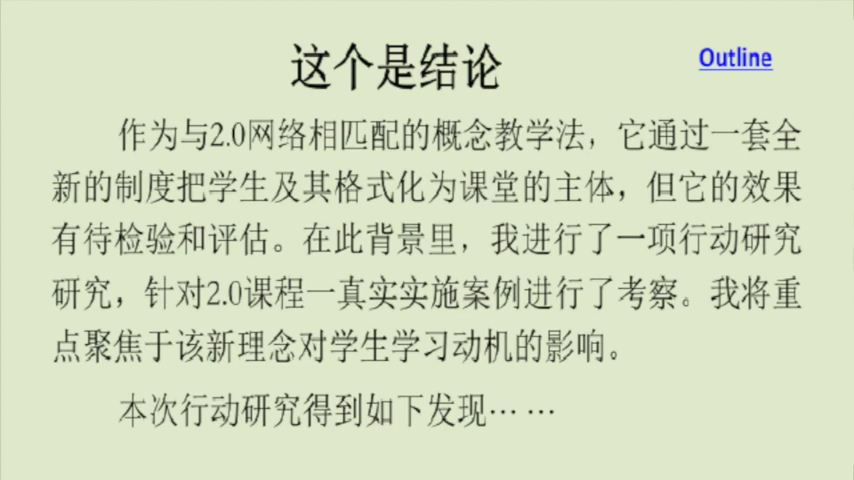 这个是结论
Outline
作为与2.0网络相匹配的概念教学法，它通过一套全
新的制度把学生及其格式化为课堂的主体，但它的效果
有待检验和评估。在此背景里，我进行了一项行动研究
研究，针对2.0课程一真实实施案例进行了考察。我将重
点聚焦于该新理念对学生学习动机的影响。
本次行动研究得到如下发现… …